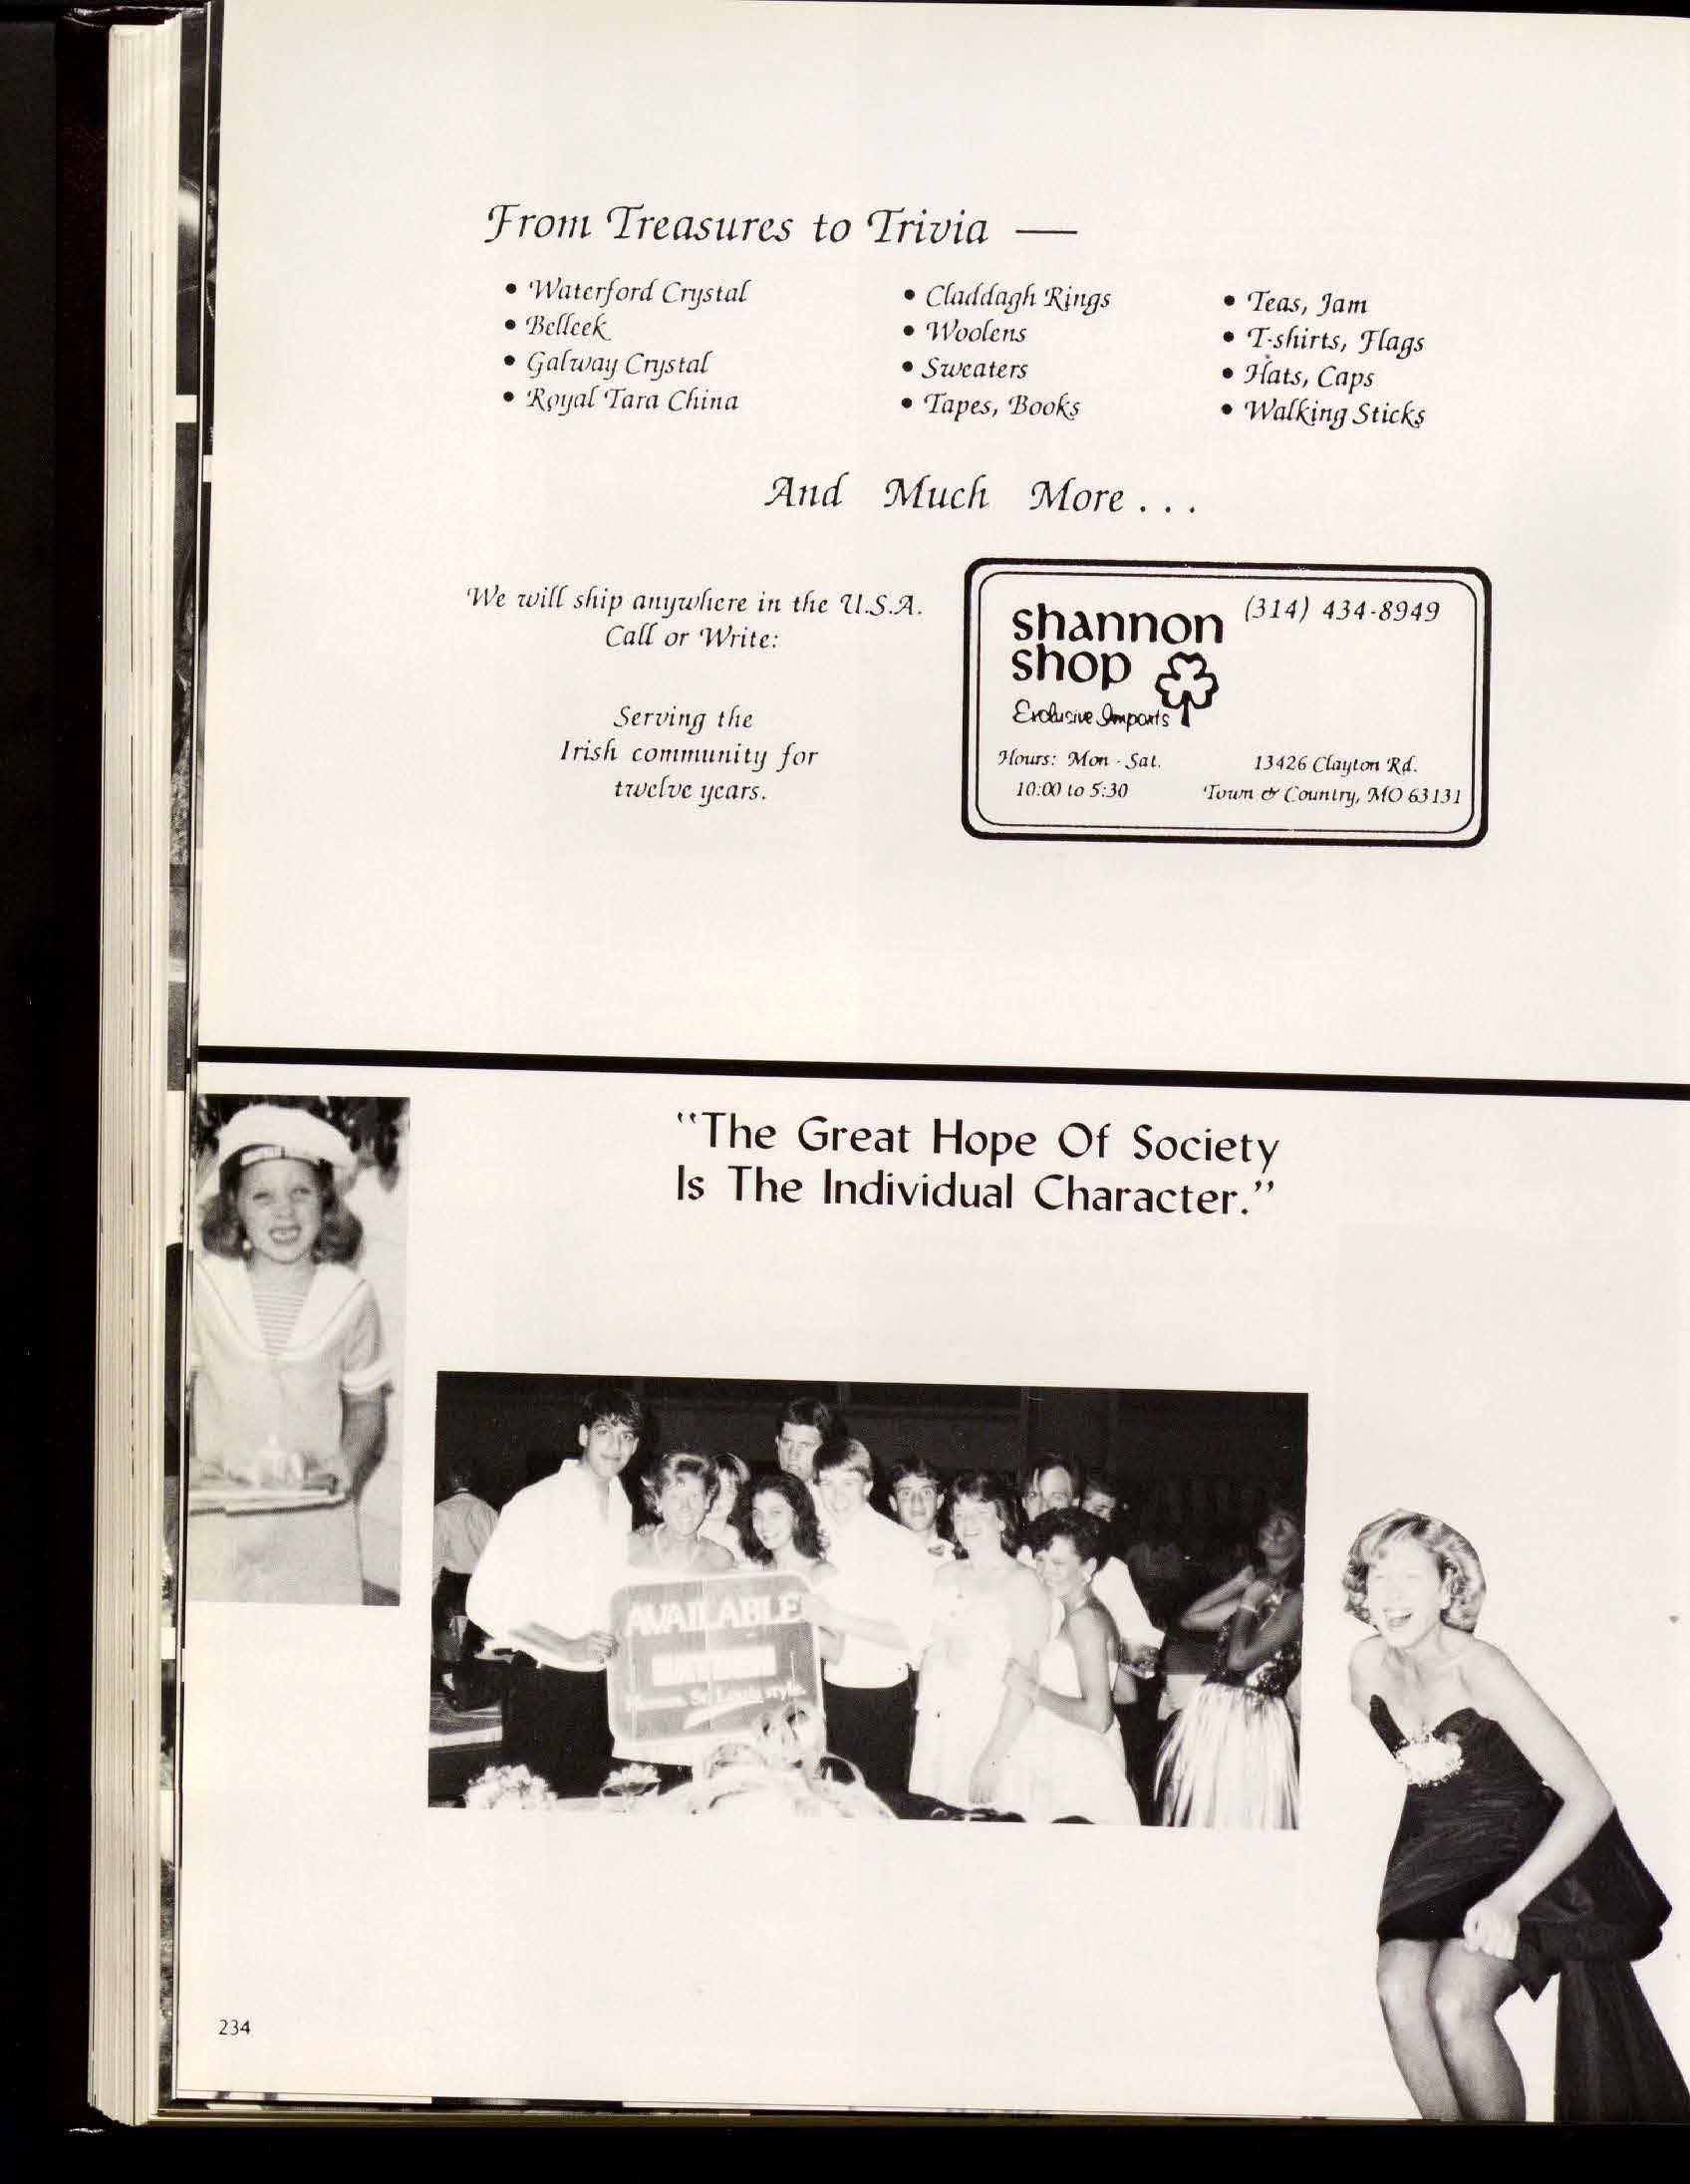 From Treasures to Trivia —
• Waterford Crystal
• Belleek
• Galway Crystal
• Royal Tara China
• Claddagh Rings
• Woolens
• Sweaters
• Tapes, Books
• Teas, Jam
• T-shirts, Flags
• Hats, Caps
• Walking Sticks
And Much More . . .
We will ship anywhere in the U.S.A.
Call or Write:
Serving the
Irish community for
twelve years.
shannon
shop
Exclusive Imports
(314) 434-8949
Hours: Mon - Sat.
10:00 to 5:30
13426 Clayton Rd.
Town & Country, MO 63131
"The Great Hope Of Society
Is The Individual Character."
AVAILABLE
St. Louis style
234